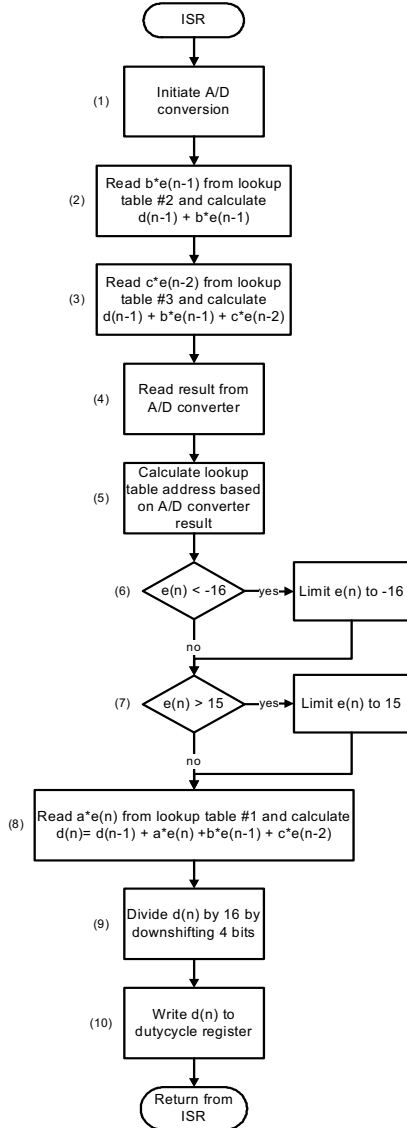 ISR
(1)
Initiate A/D
conversion
(2)
Read b*e(n-1) from lookup
table #2 and calculate
d(n-1) + b*e(n-1)
(3)
Read c*e(n-2) from lookup
table #3 and calculate
d(n-1) + b*e(n-1) + c*e(n-2)
(4)
Read result from
A/D converter
(5)
Calculate lookup
table address based
on A/D converter
result
(6)
e(n) < -16
yes
Limit e(n) to -16
no
(7)
e(n) > 15
yes
Limit e(n) to 15
no
(8)
Read a*e(n) from lookup table #1 and calculate
d(n)= d(n-1) + a*e(n) +b*e(n-1) + c*e(n-2)
(9)
Divide d(n) by 16 by
downshifting 4 bits
(10)
Write d(n) to
dutycycle register
Return from
ISR